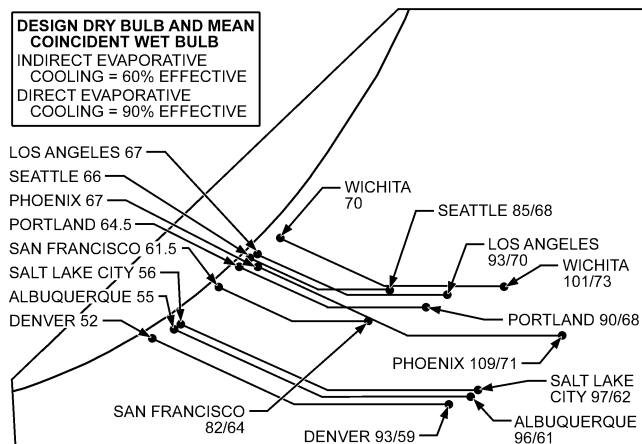 DESIGN DRY BULB AND MEAN
COINCIDENT WET BULB
INDIRECT EVAPORATIVE
COOLING = 60% EFFECTIVE
DIRECT EVAPORATIVE
COOLING = 90% EFFECTIVE
LOS ANGELES 67
SEATTLE 66
PHOENIX 67
PORTLAND 64.5
SAN FRANCISCO 61.5
SALT LAKE CITY 56
ALBUQUERQUE 55
DENVER 52
WICHITA
70
SEATTLE 85/68
LOS ANGELES
93/70
WICHITA
101/73
PORTLAND 90/68
PHOENIX 109/71
SALT LAKE
CITY 97/62
SAN FRANCISCO
82/64
ALBUQUERQUE
96/61
DENVER 93/59